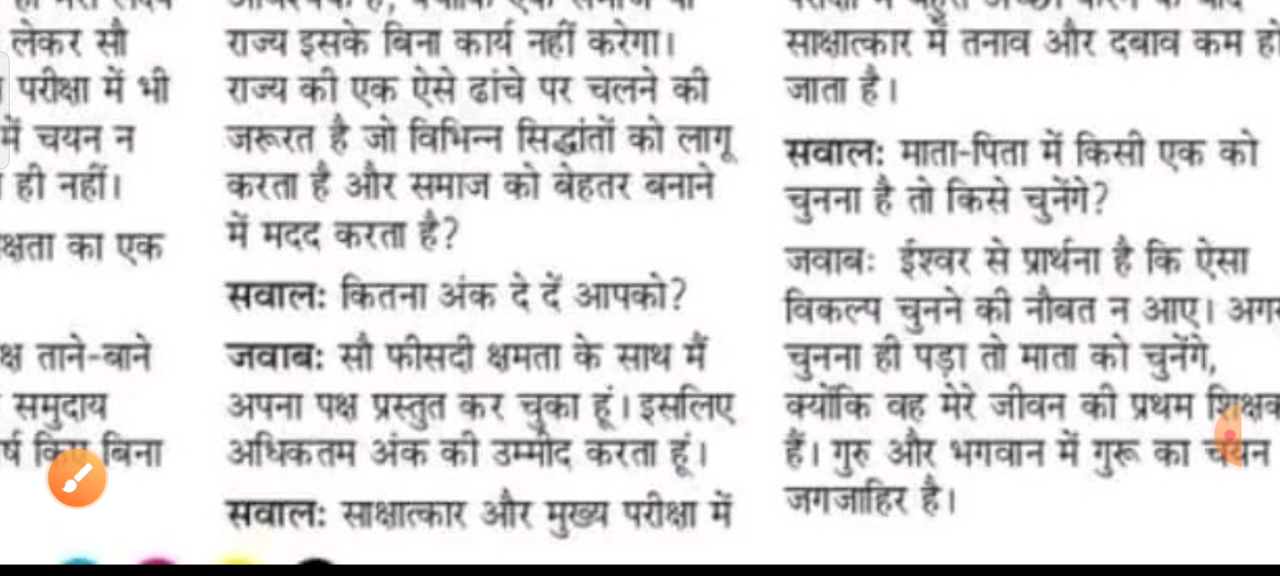 लेकर सौ
परीक्षा में भी
में चयन न
ही नहीं।
क्षता का एक
क्ष ताने-बाने
समुदाय
र्ष किए बिना
राज्य इसके बिना कार्य नहीं करेगा।
राज्य की एक ऐसे ढांचे पर चलने की
जरूरत है जो विभिन्न सिद्धांतों को लागू
करता है और समाज को बेहतर बनाने
में मदद करता है?
सवाल: कितना अंक दे दें आपको?
जवाब: सौ फीसदी क्षमता के साथ मैं
अपना पक्ष प्रस्तुत कर चुका हूं। इसलिए
अधिकतम अंक की उम्मीद करता हूं।
सवाल: साक्षात्कार और मुख्य परीक्षा में
साक्षात्कार में तनाव और दबाव कम हो
जाता है।
सवाल: माता-पिता में किसी एक को
चुनना है तो किसे चुनेंगे?
जवाब: ईश्वर से प्रार्थना है कि ऐसा
विकल्प चुनने की नौबत न आए। अगर
चुनना ही पड़ा तो माता को चुनेंगे,
क्योंकि वह मेरे जीवन की प्रथम शिक्षक
हैं। गुरु और भगवान में गुरू का चयन
जगजाहिर है।